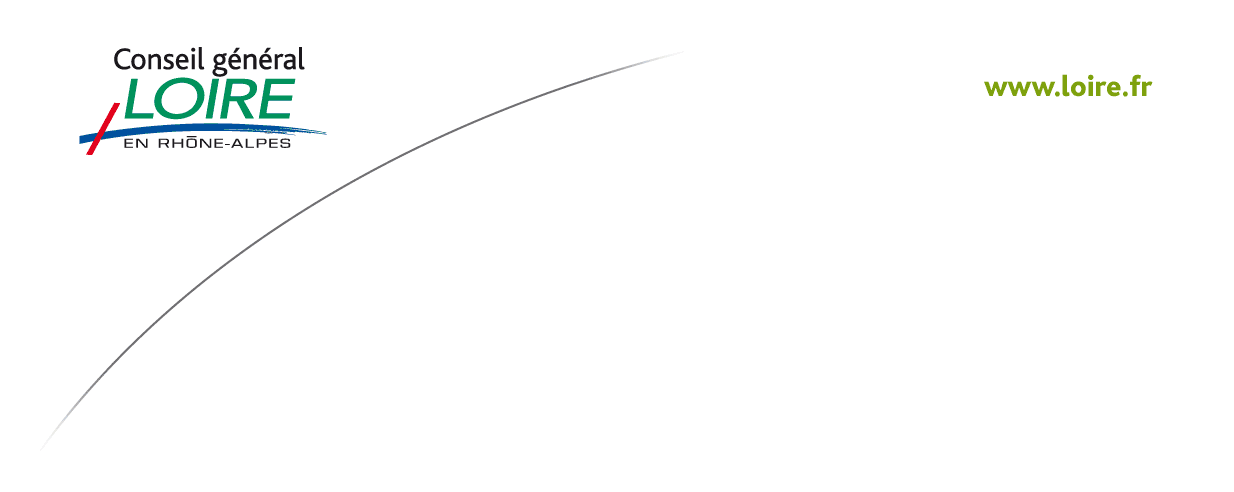 Conseil général
LOIRE
EN RHÔNE-ALPES
www.loire.fr